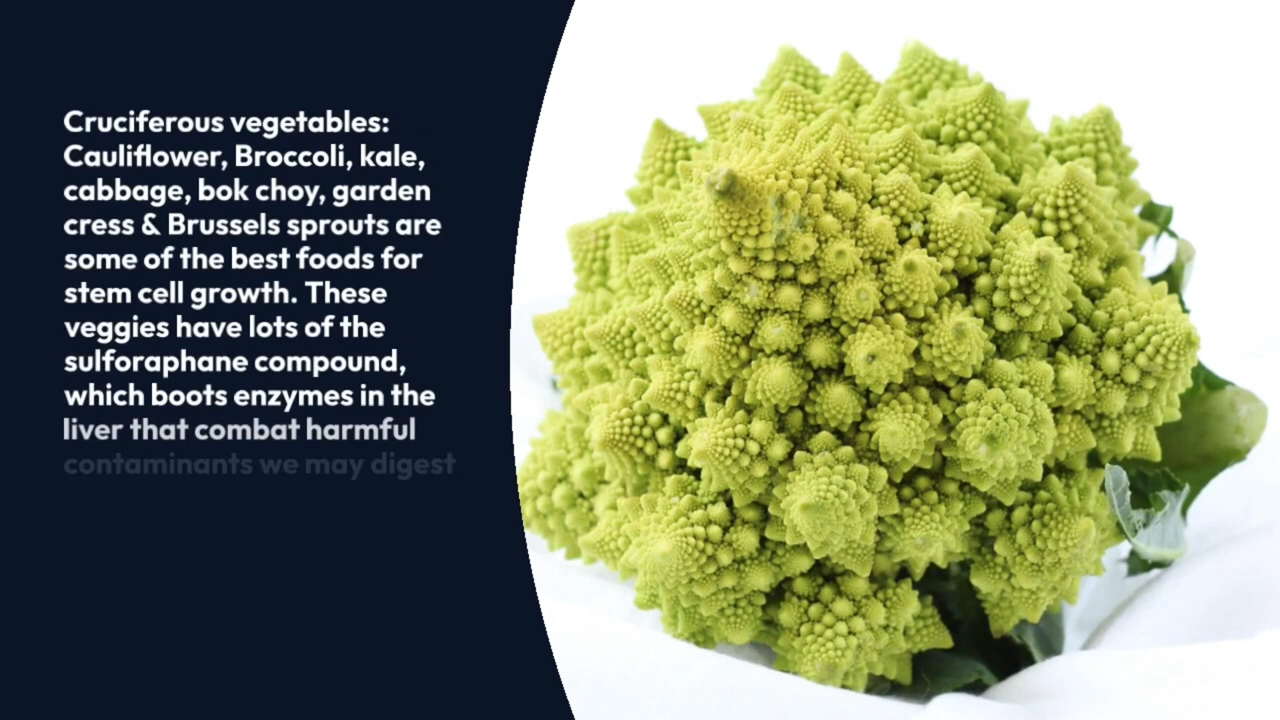 Cruciferous vegetables:
Cauliflower, Broccoli, kale,
cabbage, bok choy, garden
cress & Brussels sprouts are
some of the best foods for
stem cell growth. These
veggies have lots of the
sulforaphane compound,
which boots enzymes in the
liver that combat harmful
contaminants we may digest